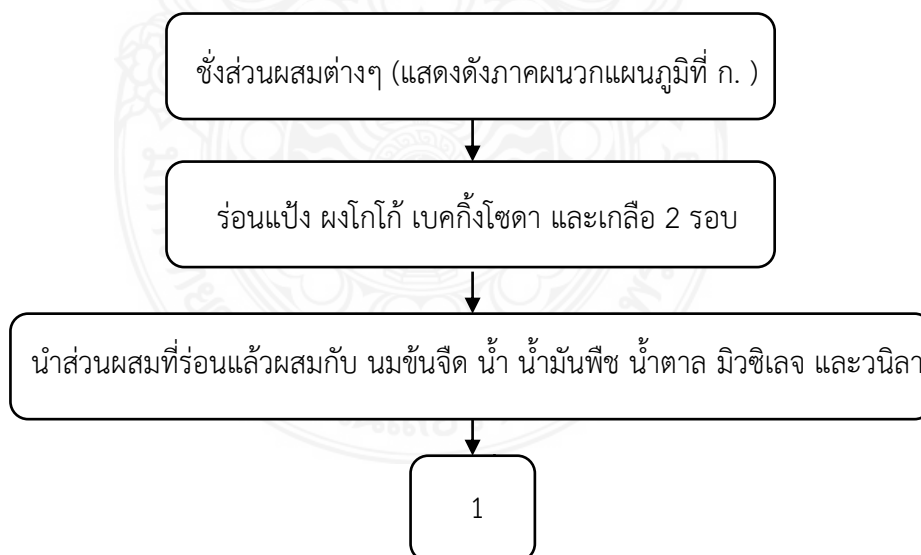 ชั่งส่วนผสมต่างๆ (แสดงดังภาคผนวกแผนภูมิที่ ก. )
ร่อนแป้ง ผงโกโก้ เบคกิ้งโซดา และเกลือ 2 รอบ
นำส่วนผสมที่ร่อนแล้วผสมกับ นมข้นจืด น้ำ น้ำมันพืช น้ำตาล มิวซิเลจ และวนิลา
1